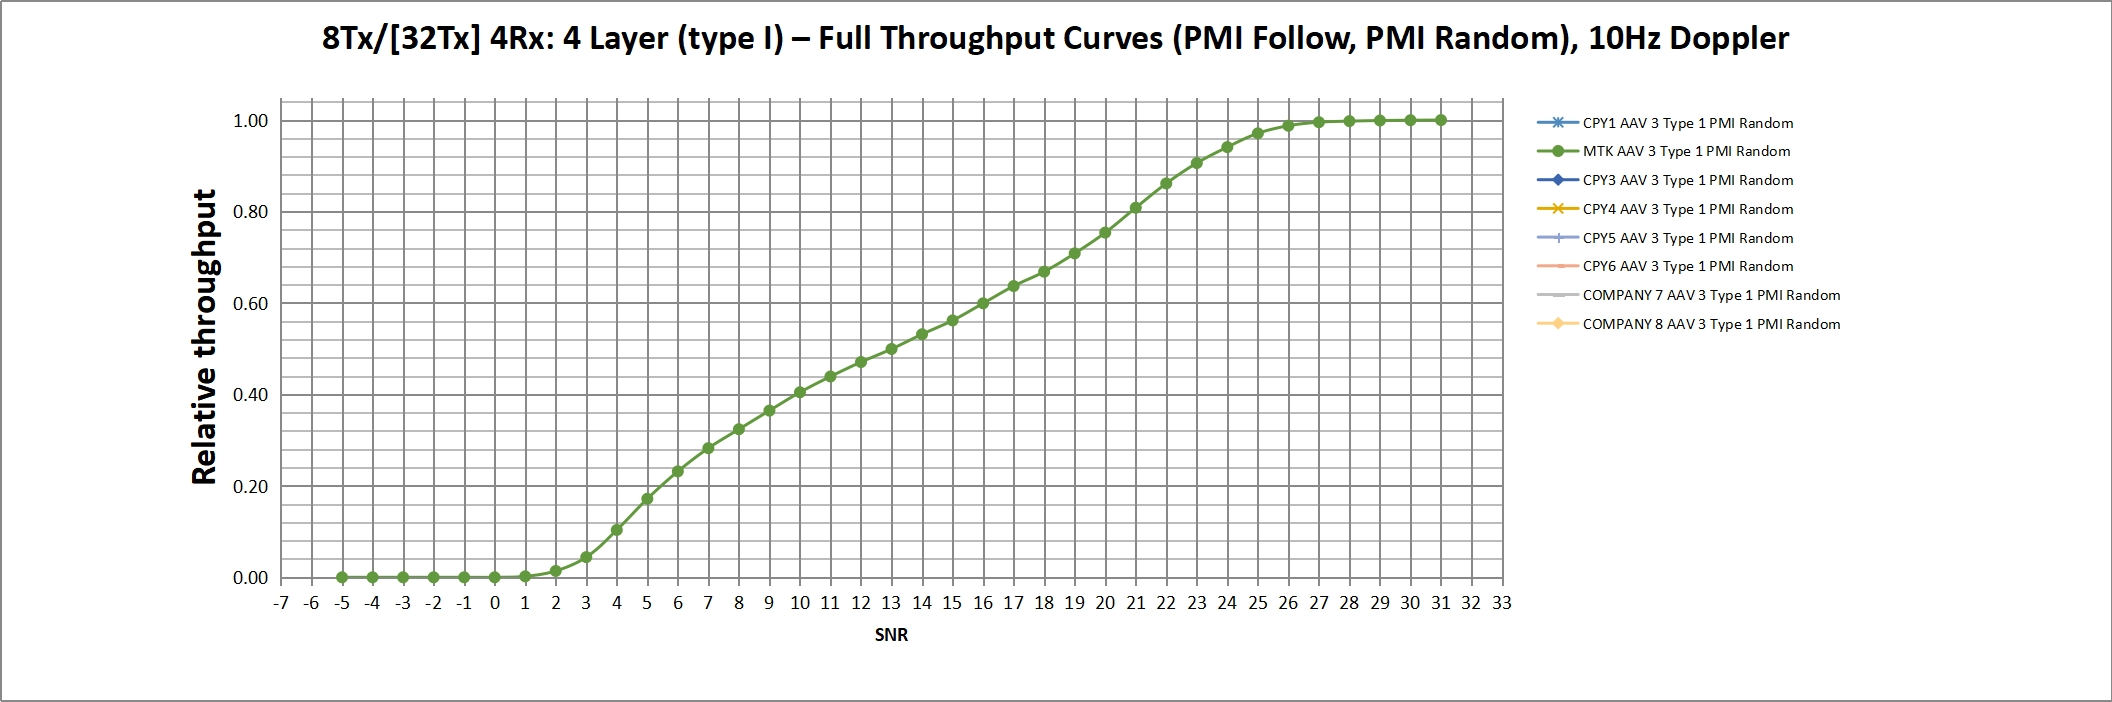 8Tx/[32Tx] 4Rx: 4 Layer (type I) – Full Throughput Curves (PMI Follow, PMI Random), 10Hz Doppler
Relative throughput
1.00
0.80
0.60
0.40
0.20
0.00
-7 -6 -5 -4 -3 -2 -1 0 1 2 3 4 5 6 7 8 9 10 11 12 13 14 15 16 17 18 19 20 21 22 23 24 25 26 27 28 29 30 31 32 33
SNR
CPY1 AAV 3 Type 1 PMI Random
MTK AAV 3 Type 1 PMI Random
CPY3 AAV 3 Type 1 PMI Random
CPY4 AAV 3 Type 1 PMI Random
CPY5 AAV 3 Type 1 PMI Random
CPY6 AAV 3 Type 1 PMI Random
COMPANY 7 AAV 3 Type 1 PMI Random
COMPANY 8 AAV 3 Type 1 PMI Random